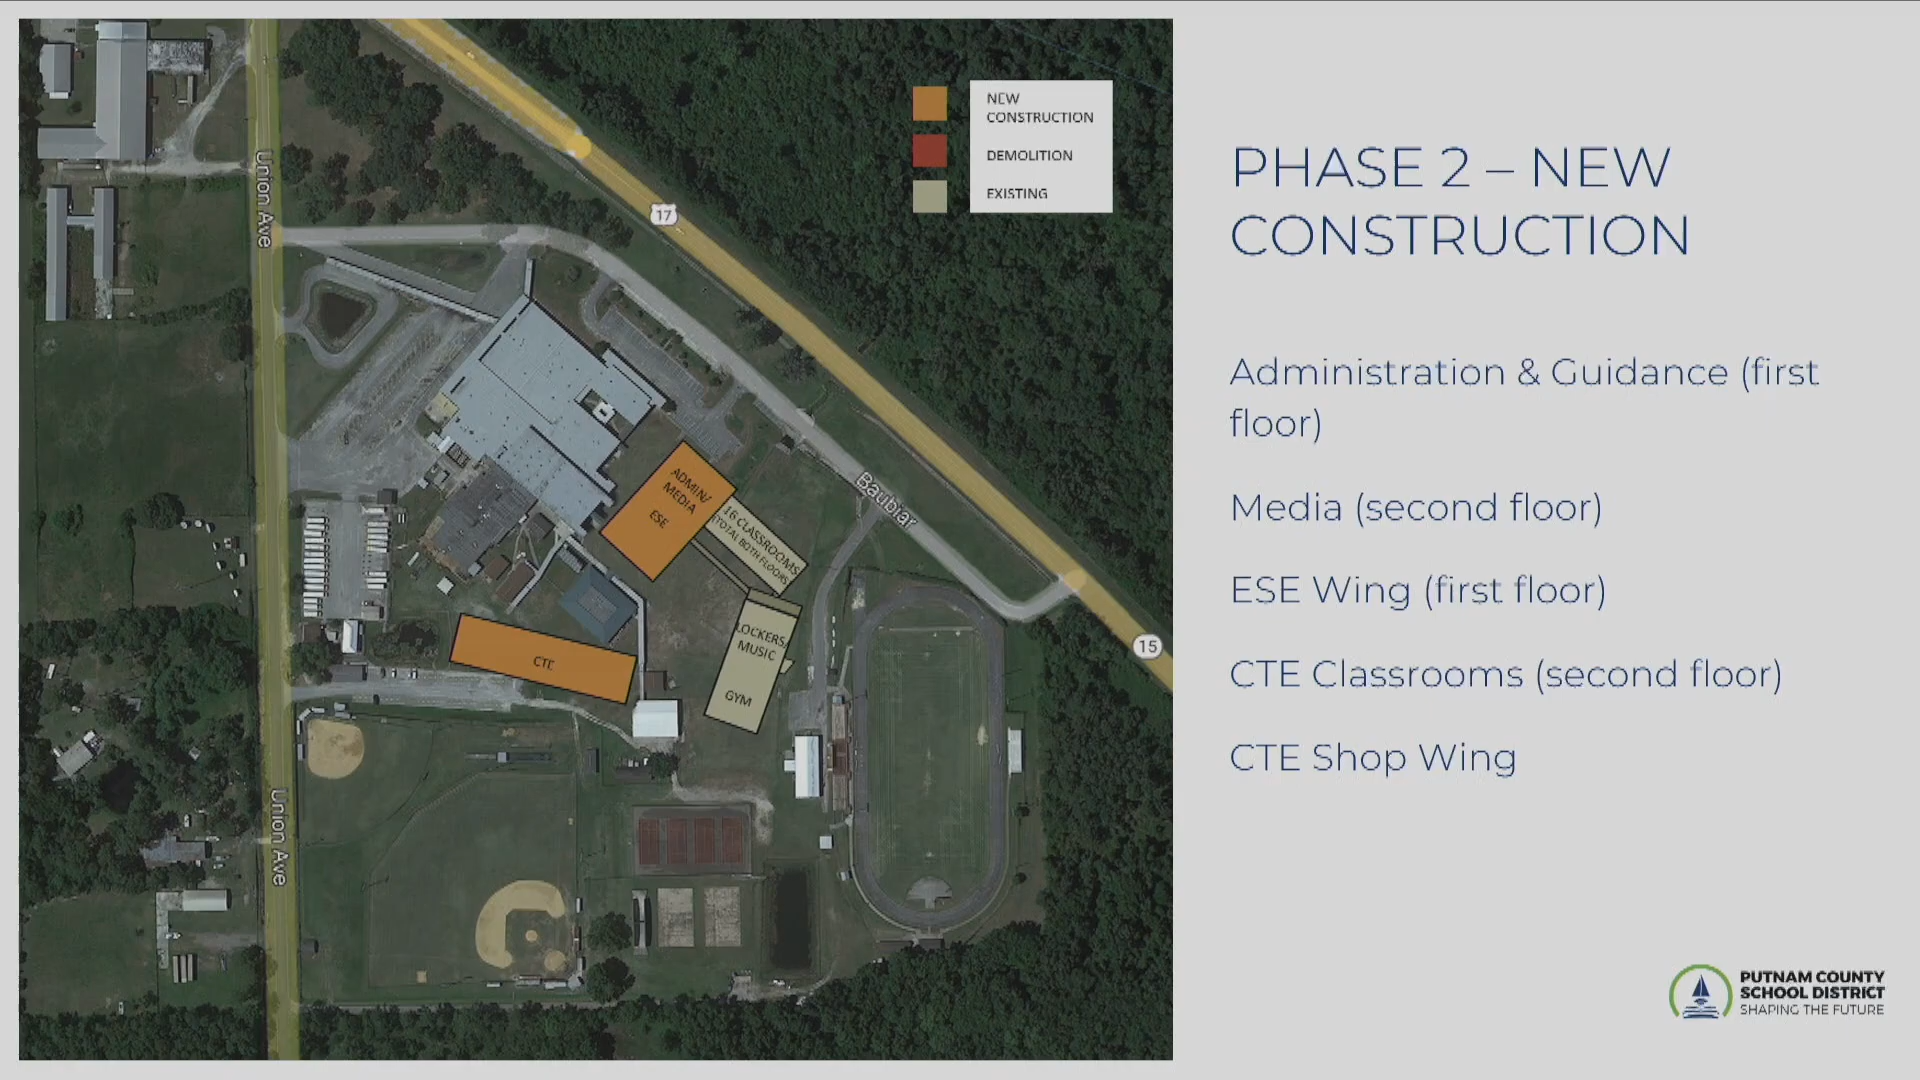 NEW
CONSTRUCTION
DEMOLITION
EXISTING
Union Ave
17
Baublar
15
ADMIN/
MEDIA
ESE
16 CLASSROOMS
(TOTAL BOTH FLOORS)
LOCKERS/
MUSIC
GYM
CTE
Union Ave
PHASE 2 – NEW
CONSTRUCTION
Administration & Guidance (first
floor)
Media (second floor)
ESE Wing (first floor)
CTE Classrooms (second floor)
CTE Shop Wing
PUTNAM COUNTY
SCHOOL DISTRICT
SHAPING THE FUTURE